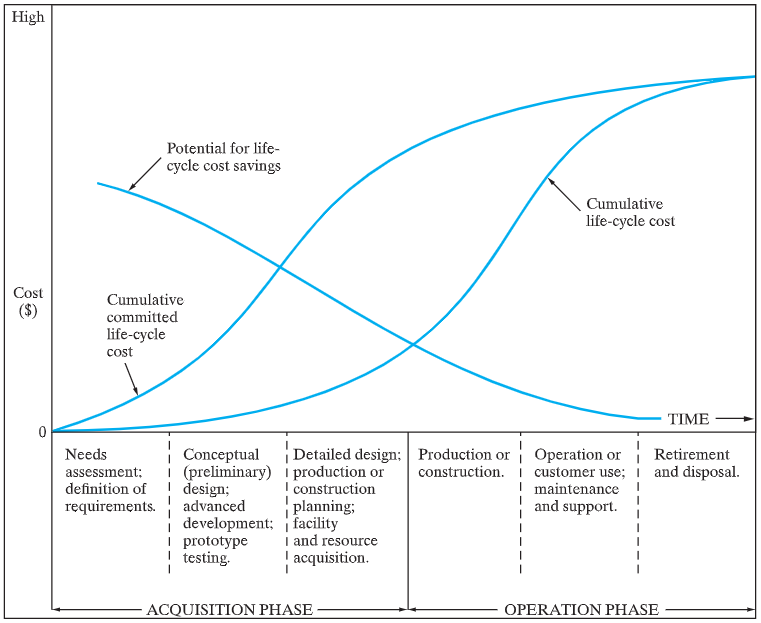 High
Potential for life-
cycle cost savings
Cumulative
life-cycle cost
Cost
($)
Cumulative
committed
life-cycle
cost
TIME
0
Needs
assessment;
definition of
requirements.
Conceptual
(preliminary)
design;
advanced
development;
prototype
testing.
Detailed design;
production or
construction
planning;
facility
and resource
acquisition.
Production or
construction.
Operation or
customer use;
maintenance
and support.
Retirement
and disposal.
ACQUISITION PHASE
OPERATION PHASE